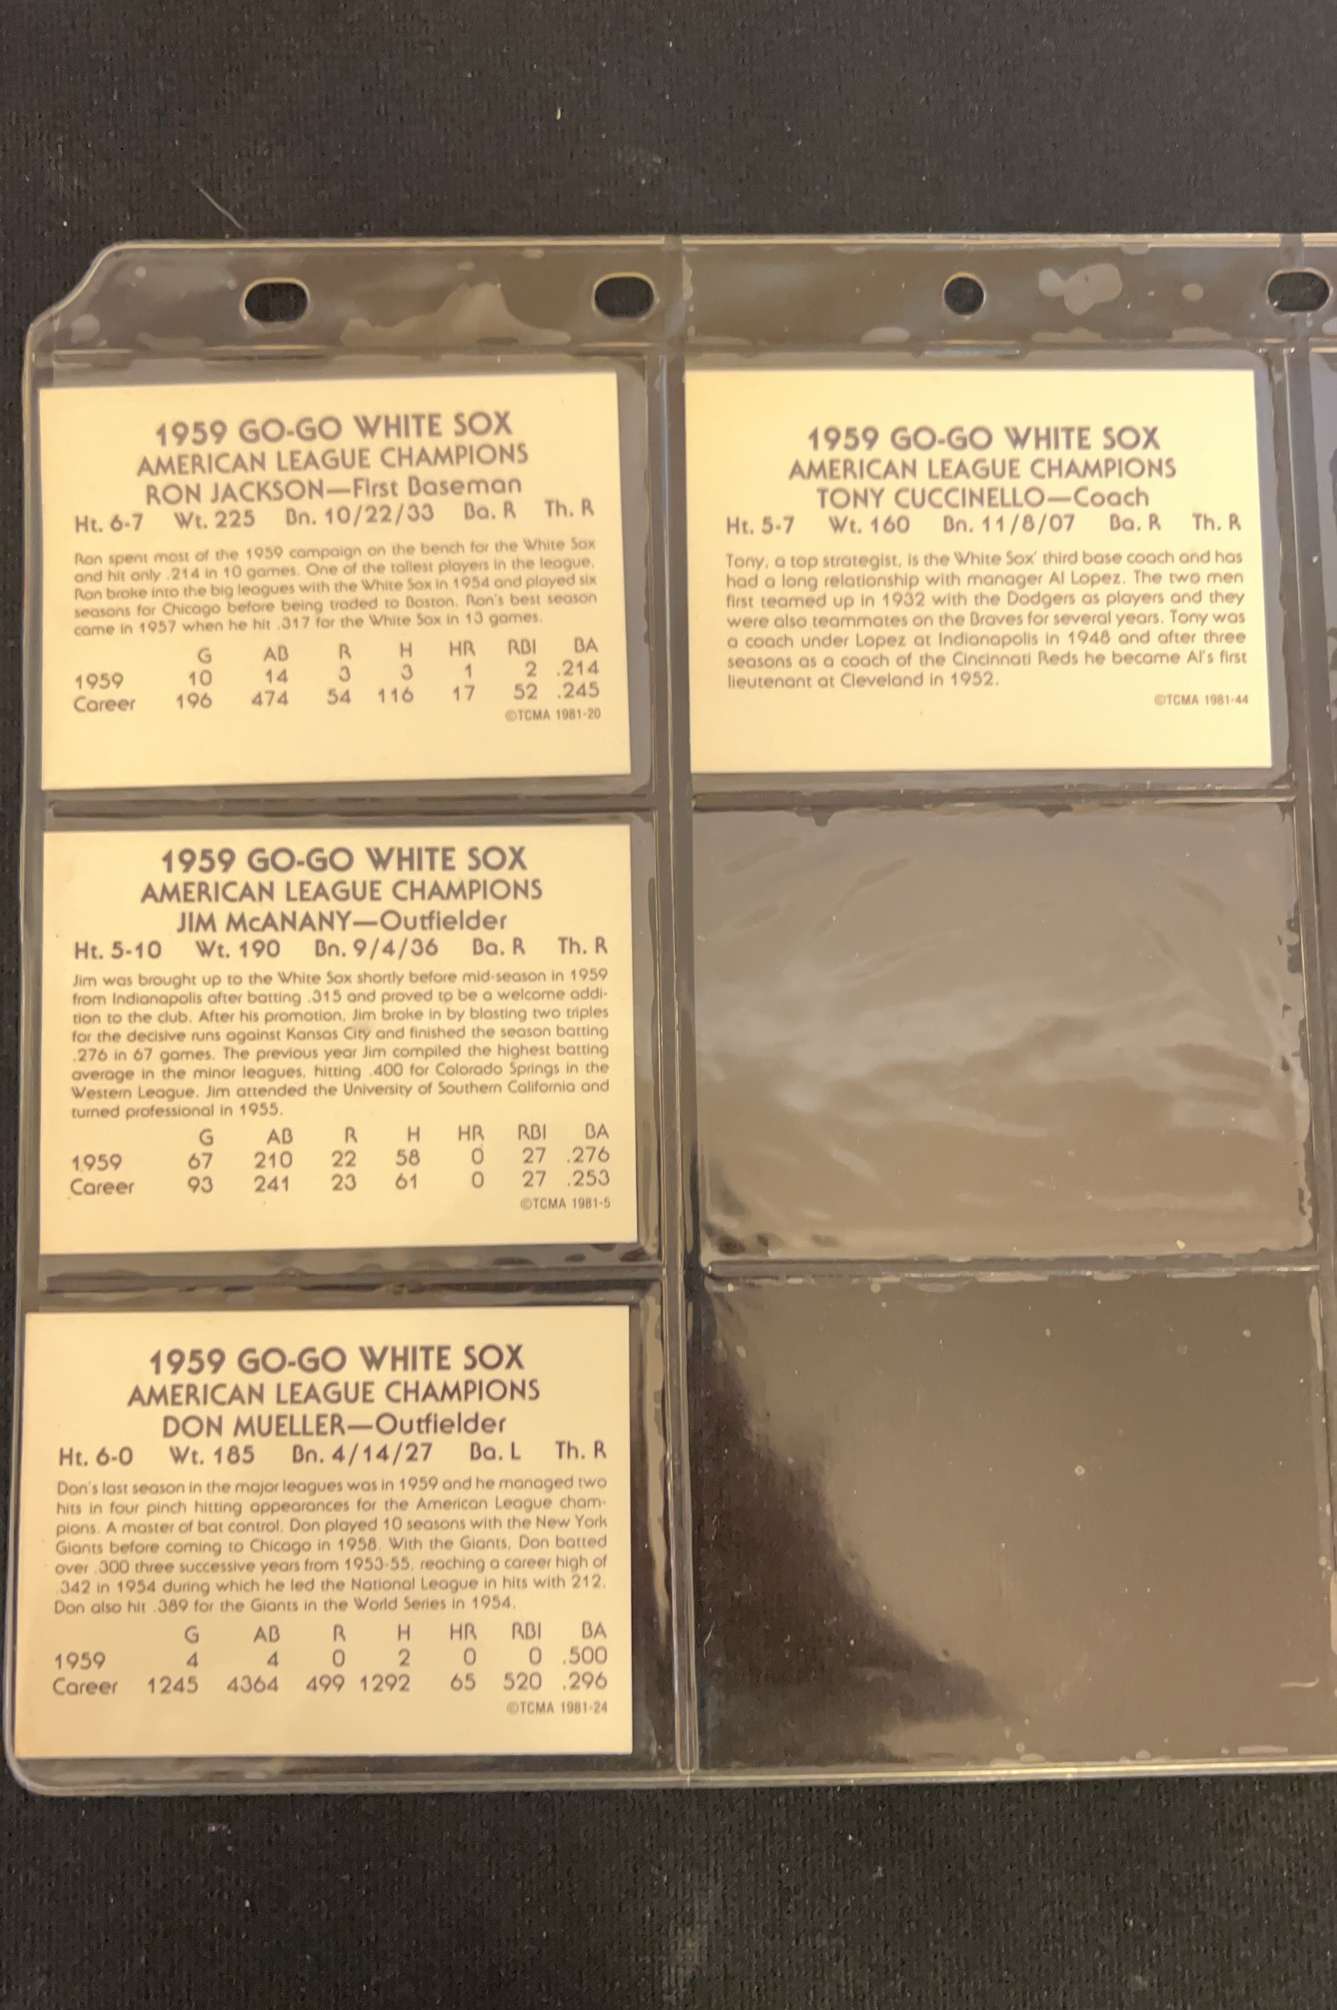 1959 GO-GO WHITE SOX
AMERICAN LEAGUE CHAMPIONS
RON JACKSON—First Baseman
Ht. 6-7 Wt. 225 Bn. 10/22/33 Ba. R Th. R
Ron spent most of the 1959 campaign on the bench for the White Sox
and hit only .214 in 10 games. One of the tallest players in the league,
Ron broke into the big leagues with the White Sox in 1954 and played six
seasons for Chicago before being traded to Boston. Ron's best season
came in 1957 when he hit .317 for the White Sox in 13 games.
G AB R H HR RBI BA
1959 10 14 3 3 1 2 .214
Career 196 474 54 116 17 52 .245
©TCMA 1981-20
1959 GO-GO WHITE SOX
AMERICAN LEAGUE CHAMPIONS
TONY CUCCINELLO—Coach
Ht. 5-7 Wt. 160 Bn. 11/8/07 Ba. R Th. R
Tony, a top strategist, is the White Sox' third base coach and has
had a long relationship with manager Al Lopez. The two men
first teamed up in 1932 with the Dodgers as players and they
were also teammates on the Braves for several years. Tony was
a coach under Lopez at Indianapolis in 1948 and after three
seasons as a coach of the Cincinnati Reds he became Al's first
lieutenant at Cleveland in 1952.
©TCMA 1981-44
1959 GO-GO WHITE SOX
AMERICAN LEAGUE CHAMPIONS
JIM McANANY—Outfielder
Ht. 5-10 Wt. 190 Bn. 9/4/36 Ba. R Th. R
Jim was brought up to the White Sox shortly before mid-season in 1959
from Indianapolis after batting .315 and proved to be a welcome addi-
tion to the club. After his promotion, Jim broke in by blasting two triples
for the decisive runs against Kansas City and finished the season batting
.276 in 67 games. The previous year Jim compiled the highest batting
average in the minor leagues, hitting .400 for Colorado Springs in the
Western League. Jim attended the University of Southern California and
turned professional in 1955.
G AB R H HR RBI BA
1959 67 210 22 58 0 27 .276
Career 93 241 23 61 0 27 .253
©TCMA 1981-5
1959 GO-GO WHITE SOX
AMERICAN LEAGUE CHAMPIONS
DON MUELLER—Outfielder
Ht. 6-0 Wt. 185 Bn. 4/14/27 Ba. L Th. R
Don's last season in the major leagues was in 1959 and he managed two
hits in four pinch hitting appearances for the American League cham-
pions. A master of bat control, Don played 10 seasons with the New York
Giants before coming to Chicago in 1958. With the Giants, Don batted
over .300 three successive years from 1953-55, reaching a career high of
.342 in 1954 during which he led the National League in hits with 212.
Don also hit .389 for the Giants in the World Series in 1954.
G AB R H HR RBI BA
1959 4 4 0 2 0 0 .500
Career 1245 4364 499 1292 65 520 .296
©TCMA 1981-24